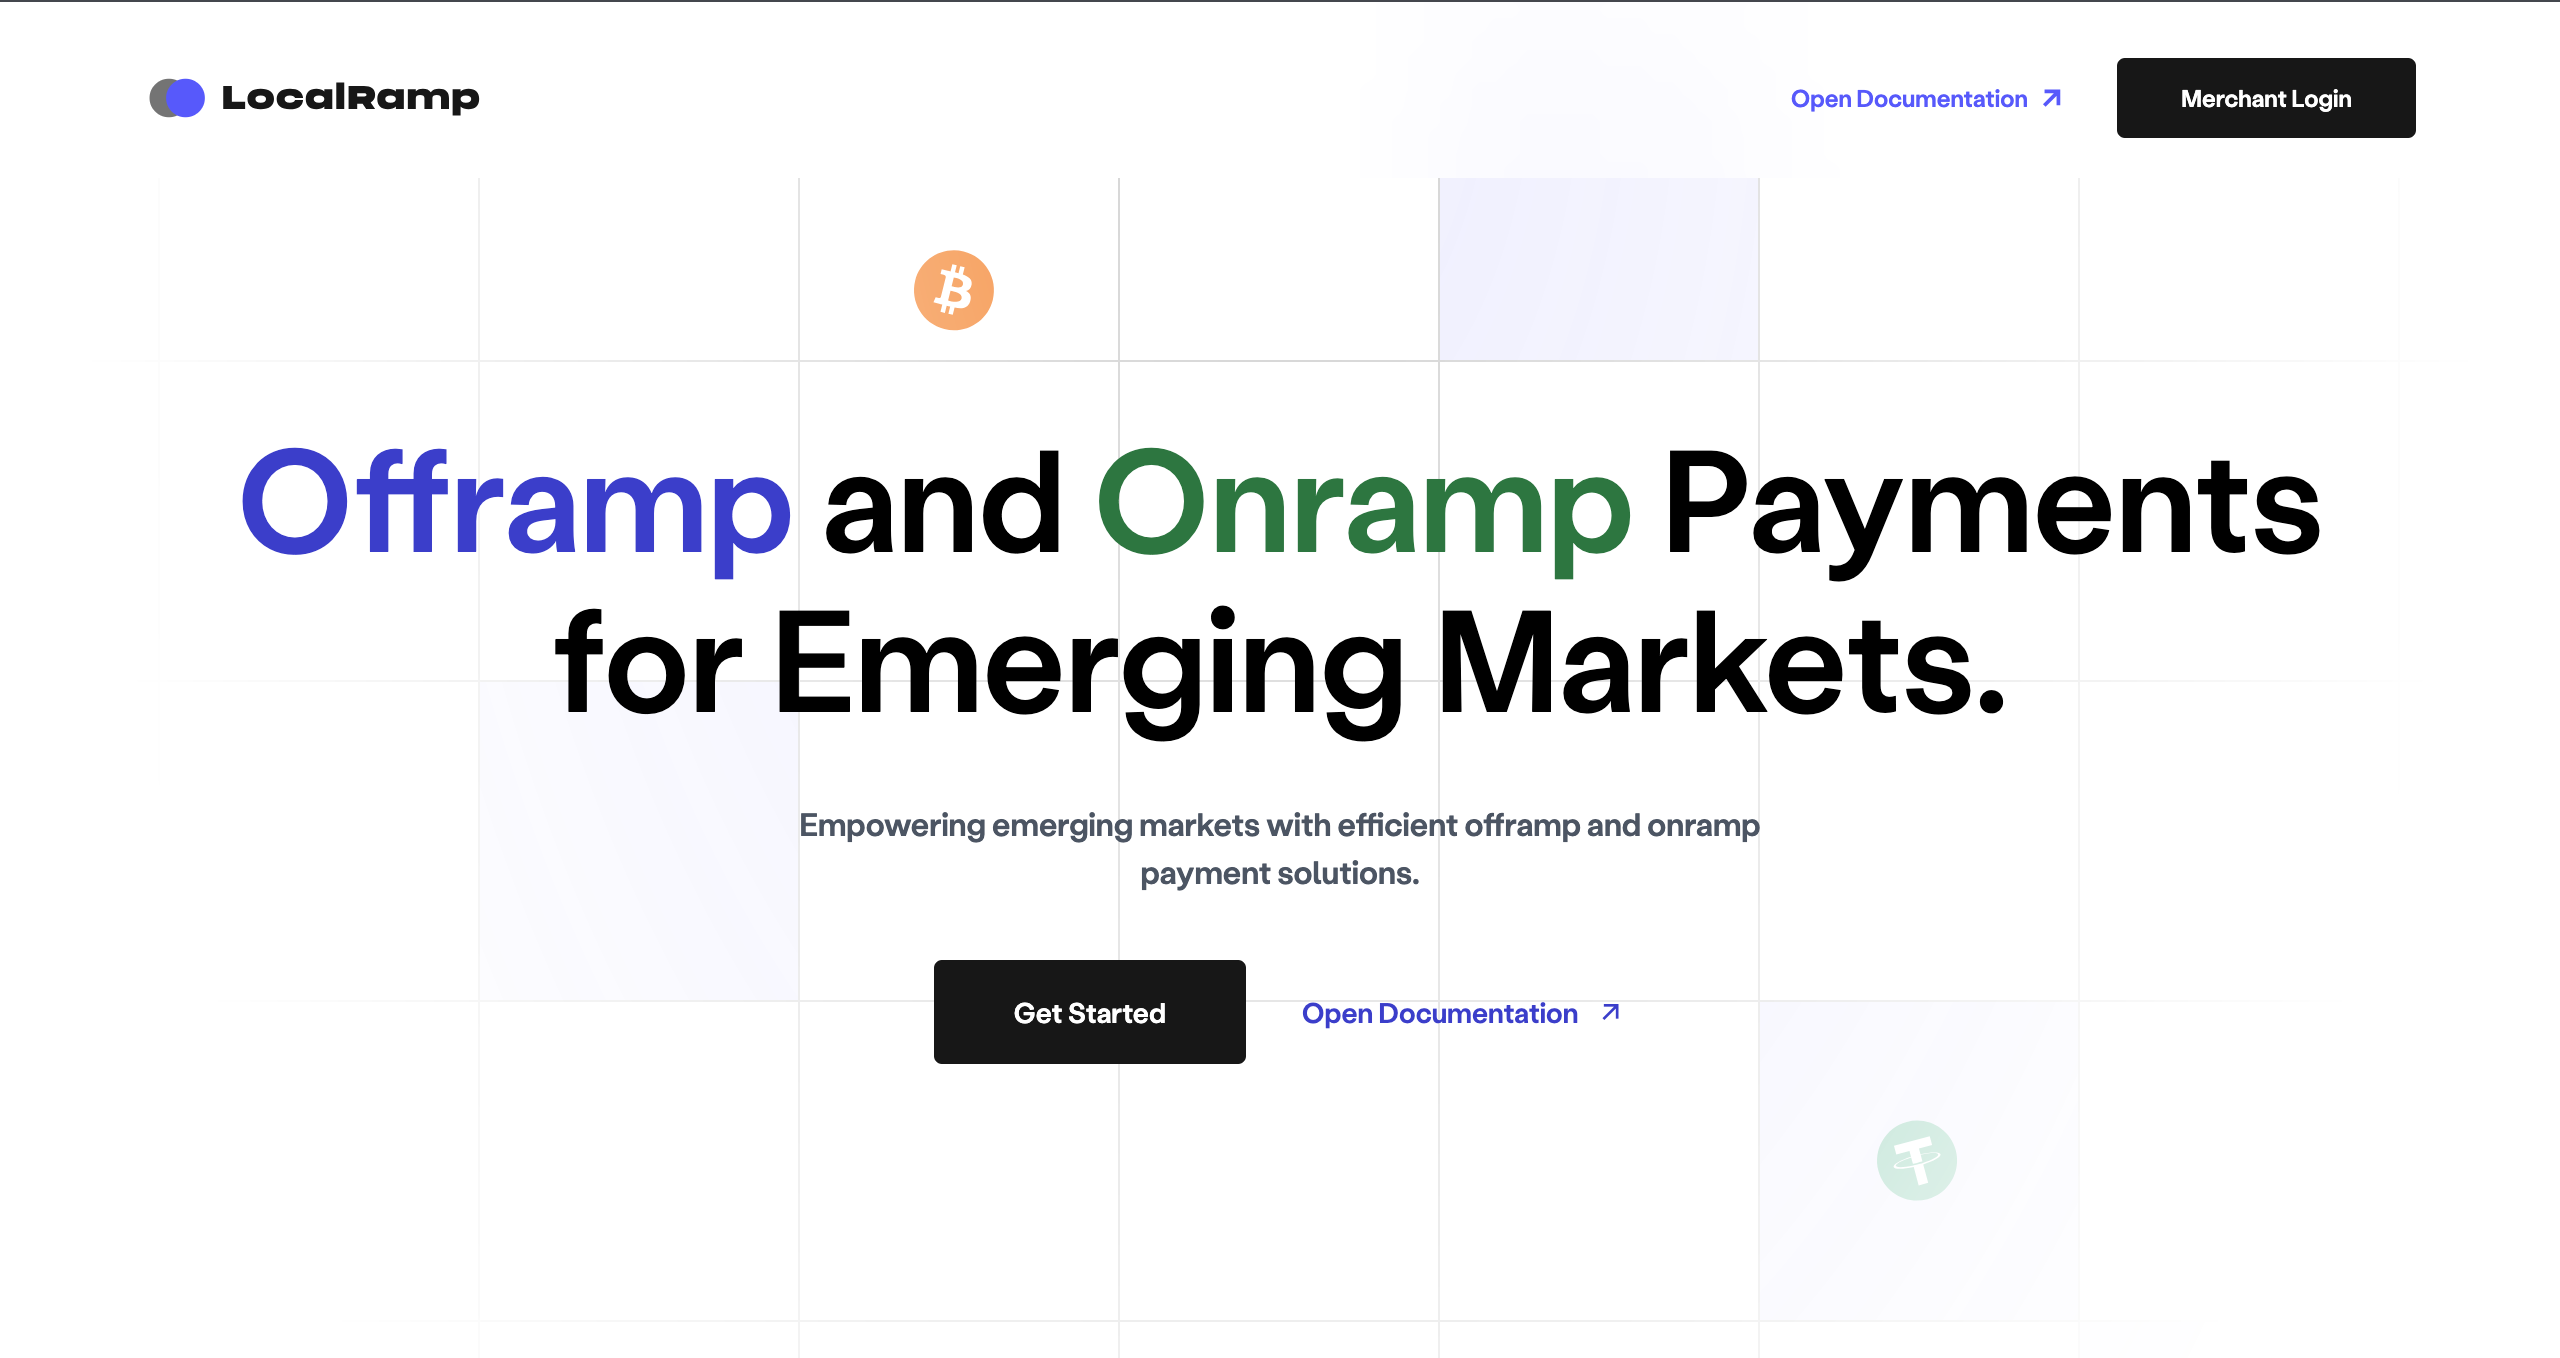 LocalRamp
Open Documentation
Merchant Login
Offramp and Onramp Payments
for Emerging Markets.
Empowering emerging markets with efficient offramp and onramp
payment solutions.
Get Started
Open Documentation